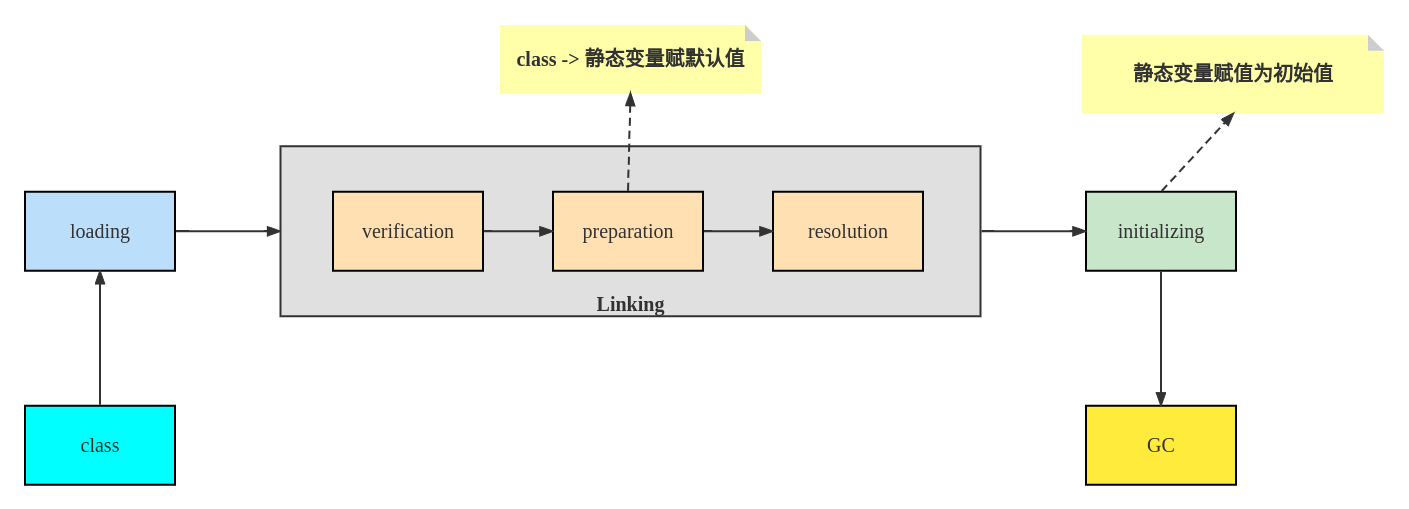 class -> 静态变量赋默认值
静态变量赋值为初始值
loading
verification
preparation
resolution
initializing
Linking
class
GC